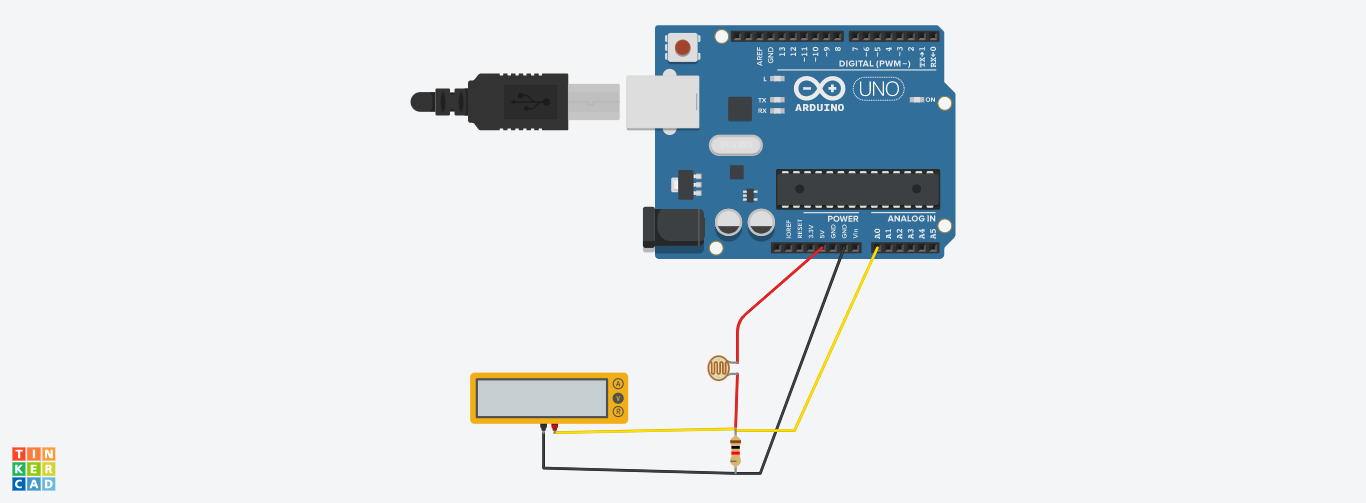 AREF
GND
13
12
~11
~10
~9
8
7
~6
~5
4
~3
2
TX→1
RX←0
DIGITAL (PWM~)
L
TX
RX
ARDUINO
UNO
ON
POWER
ANALOG IN
IOREF
RESET
3.3V
5V
GND
GND
Vin
A0
A1
A2
A3
A4
A5
A
V
R
TIN
KER
CAD